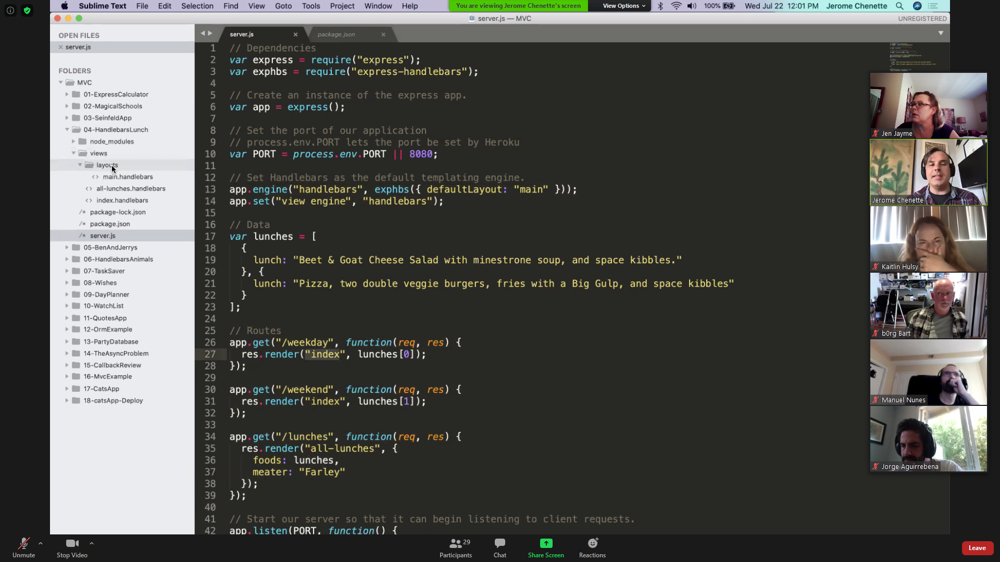 Sublime Text File Edit Selection Find View Goto Tools Project Window Help
You are viewing Jerome Chenette's screen View Options
100% Wed Jul 22 12:01 PM Jerome Chenette
server.js — MVC
UNREGISTERED
OPEN FILES
server.js
FOLDERS
MVC
01-ExpressCalculator
02-MagicalSchools
03-SeinfeldApp
04-HandlebarsLunch
node_modules
views
layouts
main.handlebars
all-lunches.handlebars
index.handlebars
package-lock.json
package.json
server.js
05-BenAndJerrys
06-HandlebarsAnimals
07-TaskSaver
08-Wishes
09-DayPlanner
10-WatchList
11-QuotesApp
12-OrmExample
13-PartyDatabase
14-TheAsyncProblem
15-CallbackReview
16-MvcExample
17-CatsApp
18-catsApp-Deploy
server.js package.json
1 // Dependencies
2 var express = require("express");
3 var exphbs = require("express-handlebars");
4
5 // Create an instance of the express app.
6 var app = express();
7
8 // Set the port of our application
9 // process.env.PORT lets the port be set by Heroku
10 var PORT = process.env.PORT || 8080;
11
12 // Set Handlebars as the default templating engine.
13 app.engine("handlebars", exphbs({ defaultLayout: "main" }));
14 app.set("view engine", "handlebars");
15
16 // Data
17 var lunches = [
18 {
19 lunch: "Beet & Goat Cheese Salad with minestrone soup, and space kibbles."
20 }, {
21 lunch: "Pizza, two double veggie burgers, fries with a Big Gulp, and space kibbles"
22 }
23 ];
24
25 // Routes
26 app.get("/weekday", function(req, res) {
27 res.render("index", lunches[0]);
28 });
29
30 app.get("/weekend", function(req, res) {
31 res.render("index", lunches[1]);
32 });
33
34 app.get("/lunches", function(req, res) {
35 res.render("all-lunches", {
36 foods: lunches,
37 meater: "Farley"
38 });
39 });
40
41 // Start our server so that it can begin listening to client requests.
42 app.listen(PORT, function() {
Jen Jayme
Jerome Chenette
Kaitlin Hulsy
b0rg Bart
Manuel Nunes
Jorge Aguirrebena
Unmute
Stop Video
29
Participants
Chat
Share Screen
Reactions
Leave